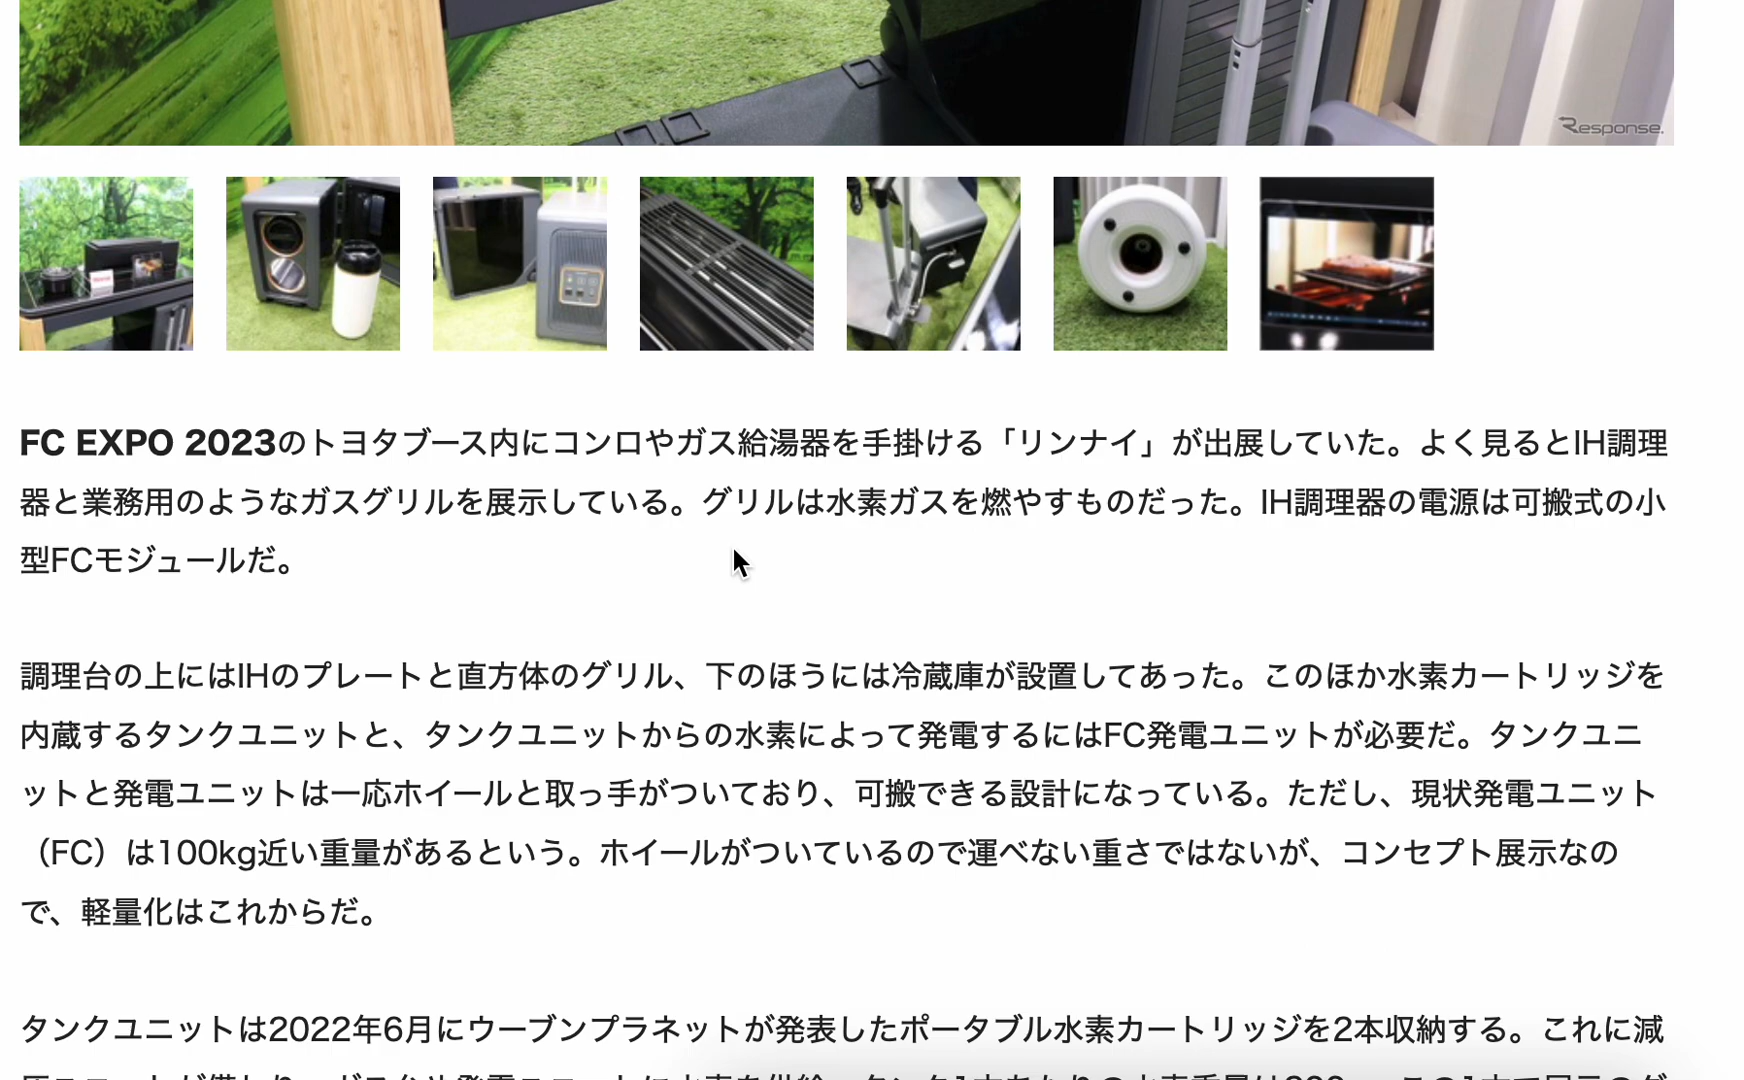 Response.
FC EXPO 2023のトヨタブース内にコンロやガス給湯器を手掛ける「リンナイ」が出展していた。よく見るとIH調理
器と業務用のようなガスグリルを展示している。グリルは水素ガスを燃やすものだった。IH調理器の電源は可搬式の小
型FCモジュールだ。
調理台の上にはIHのプレートと直方体のグリル、下のほうには冷蔵庫が設置してあった。このほか水素カートリッジを
内蔵するタンクユニットと、タンクユニットからの水素によって発電するにはFC発電ユニットが必要だ。タンクユニ
ットと発電ユニットは一応ホイールと取っ手がついており、可搬できる設計になっている。ただし、現状発電ユニット
（FC）は100kg近い重量があるという。ホイールがついているので運べない重さではないが、コンセプト展示なの
で、軽量化はこれからだ。
タンクユニットは2022年6月にウーブンプラネットが発表したポータブル水素カートリッジを2本収納する。これに減